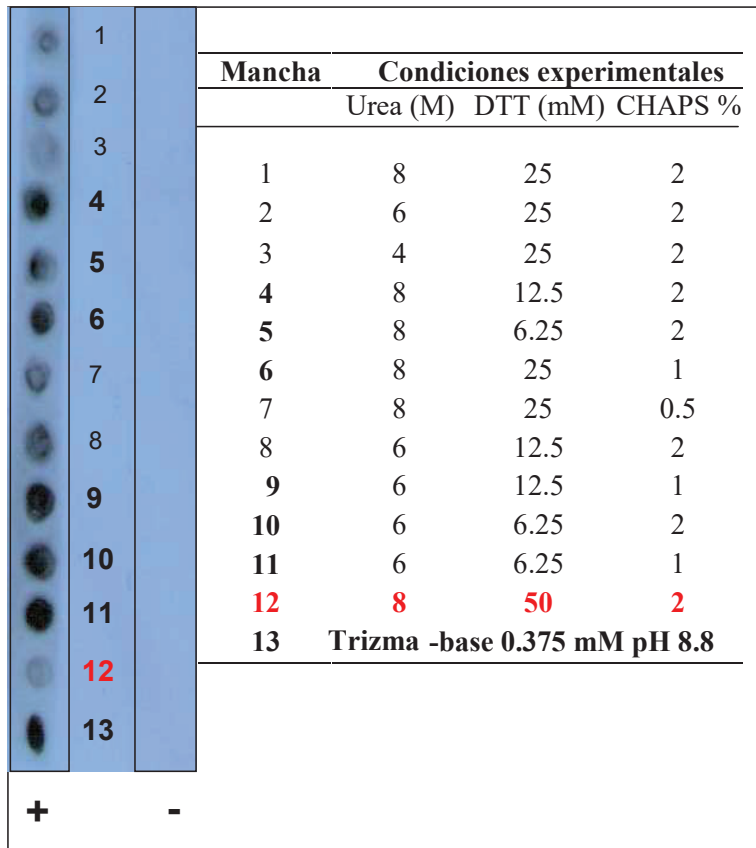 1
2
3
4
5
6
7
8
9
10
11
12
13
+ -
Mancha Condiciones experimentales
Urea (M) DTT (mM) CHAPS %
1 8 25 2
2 6 25 2
3 4 25 2
4 8 12.5 2
5 8 6.25 2
6 8 25 1
7 8 25 0.5
8 6 12.5 2
9 6 12.5 1
10 6 6.25 2
11 6 6.25 1
12 8 50 2
13 Trizma -base 0.375 mM pH 8.8